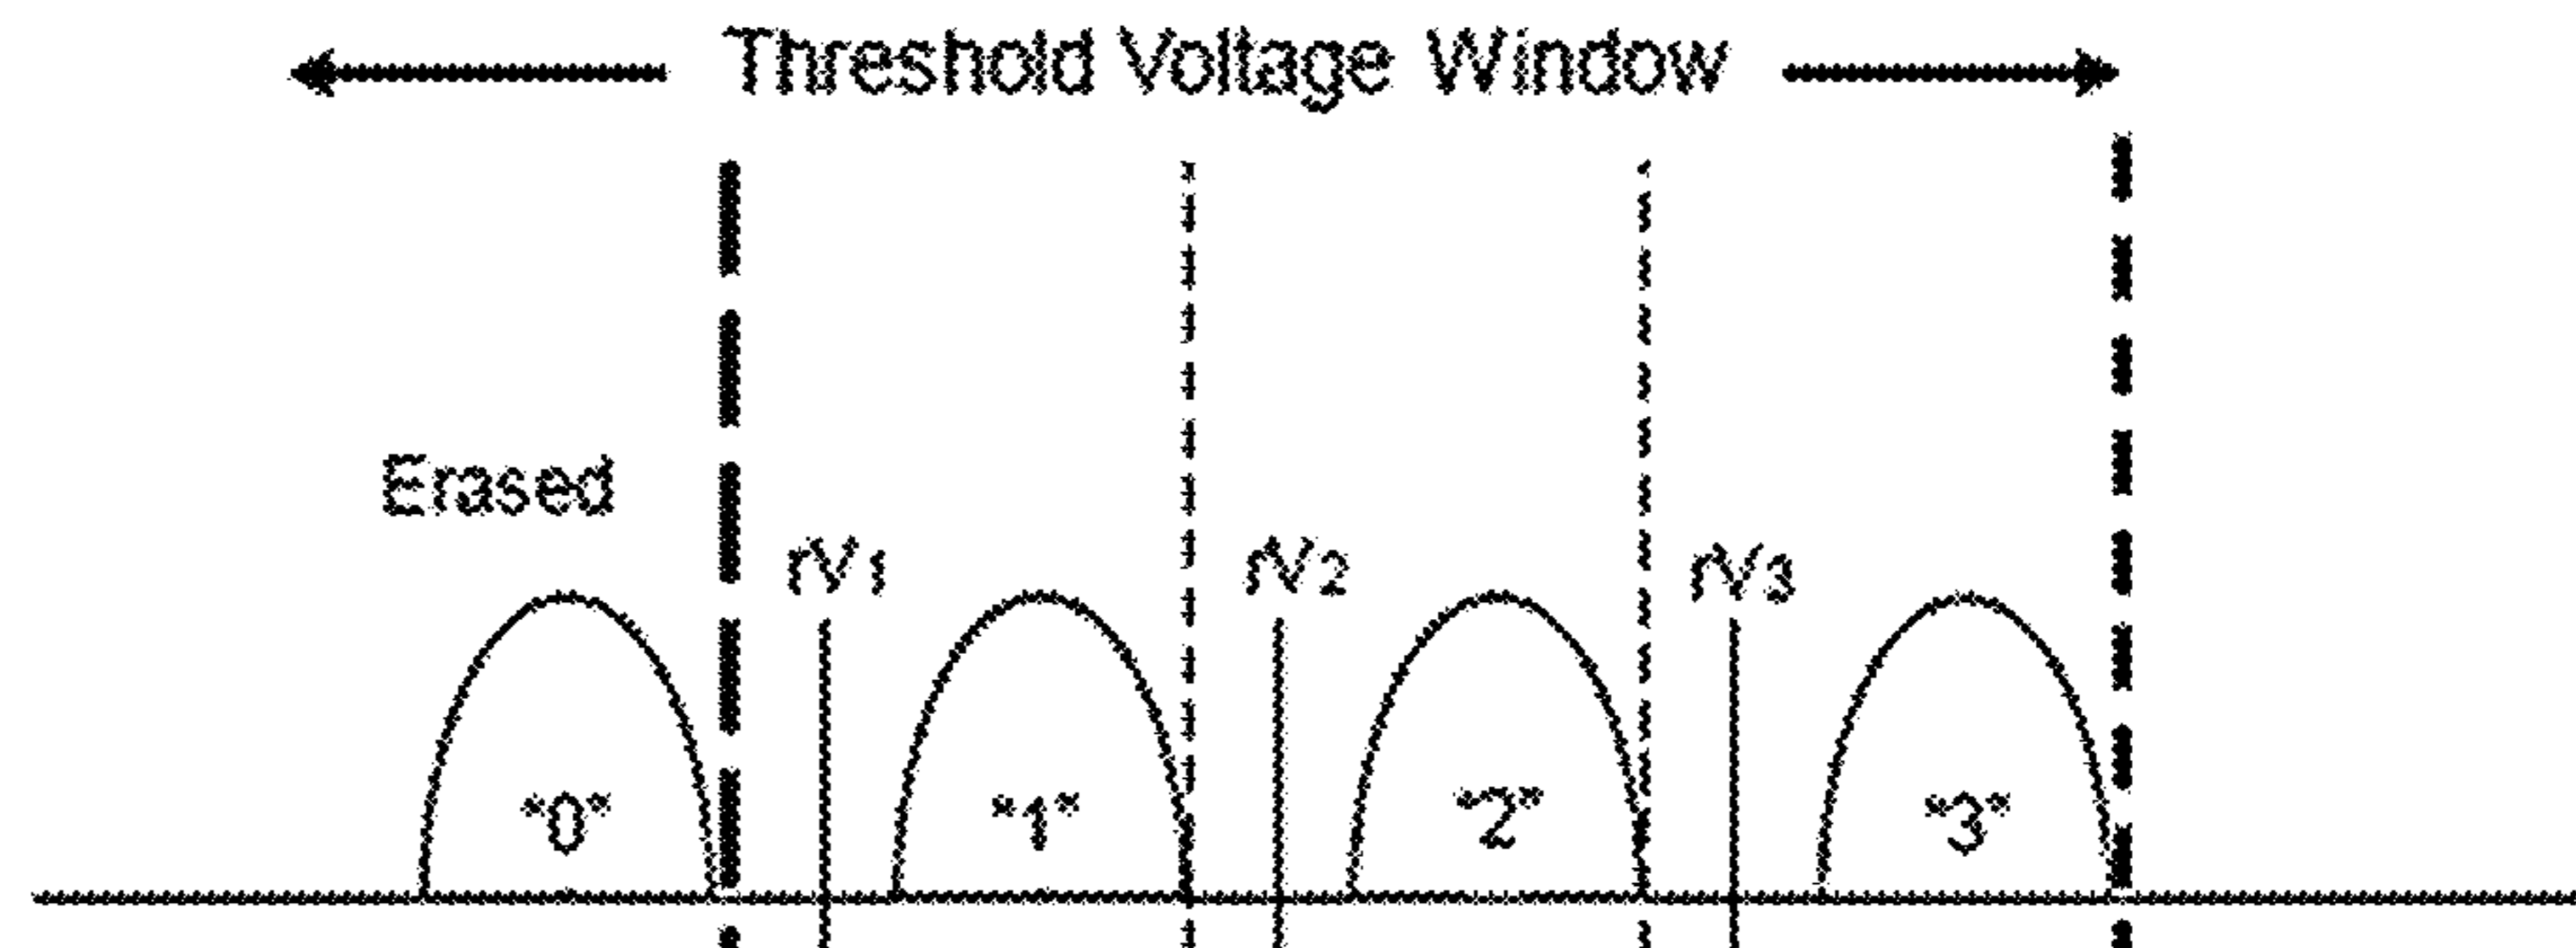 Threshold Voltage Window
Erased
rV1 rV2 rV3
"0" "1" "2" "3"